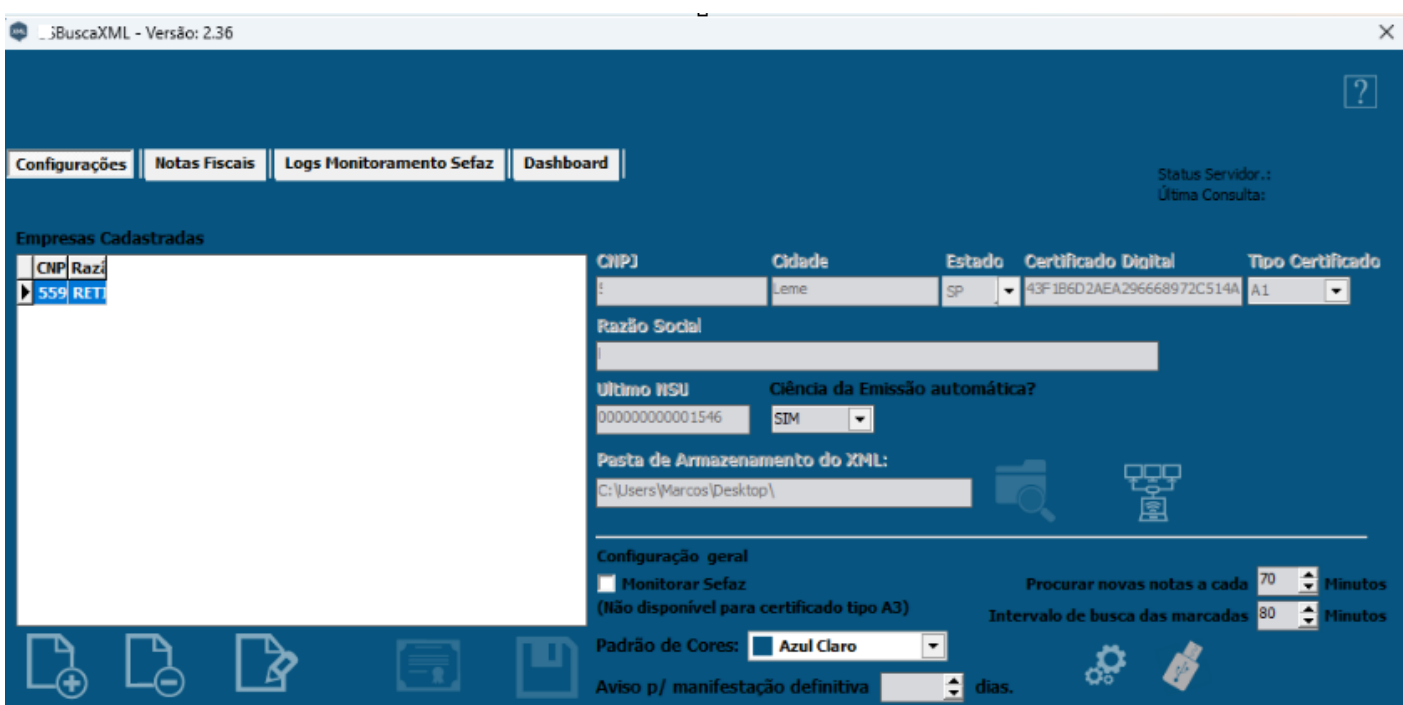 BuscaXML - Versão: 2.36
?
Configurações Notas Fiscais Logs Monitoramento Sefaz Dashboard
Status Servidor.:
Última Consulta:
Empresas Cadastradas
CNP Razã
559 RETI
CNPJ Cidade Estado Certificado Digital Tipo Certificado
Leme SP 43F1B6D2AEA296668972C514A A1
Razão Social
Ultimo NSU Ciência da Emissão automática?
000000000001546 SIM
Pasta de Armazenamento do XML:
C:\Users\Marcos\Desktop\
Configuração geral
Monitorar Sefaz Procurar novas notas a cada 70 Minutos
(Não disponível para certificado tipo A3) Intervalo de busca das marcadas 80 Minutos
Padrão de Cores: Azul Claro
Aviso p/ manifestação definitiva dias.